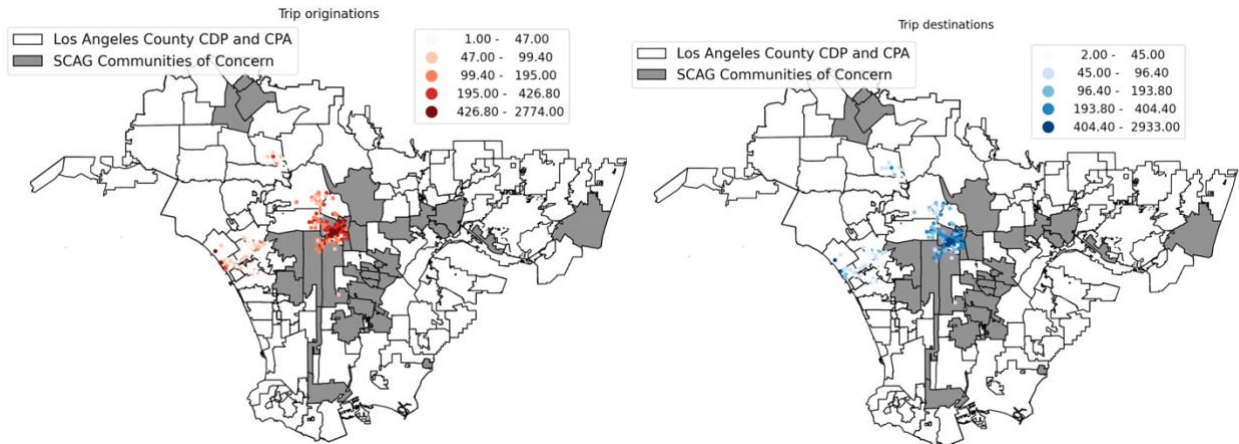 Trip originations
Los Angeles County CDP and CPA
SCAG Communities of Concern
1.00 - 47.00
47.00 - 99.40
99.40 - 195.00
195.00 - 426.80
426.80 - 2774.00
Trip destinations
Los Angeles County CDP and CPA
SCAG Communities of Concern
2.00 - 45.00
45.00 - 96.40
96.40 - 193.80
193.80 - 404.40
404.40 - 2933.00